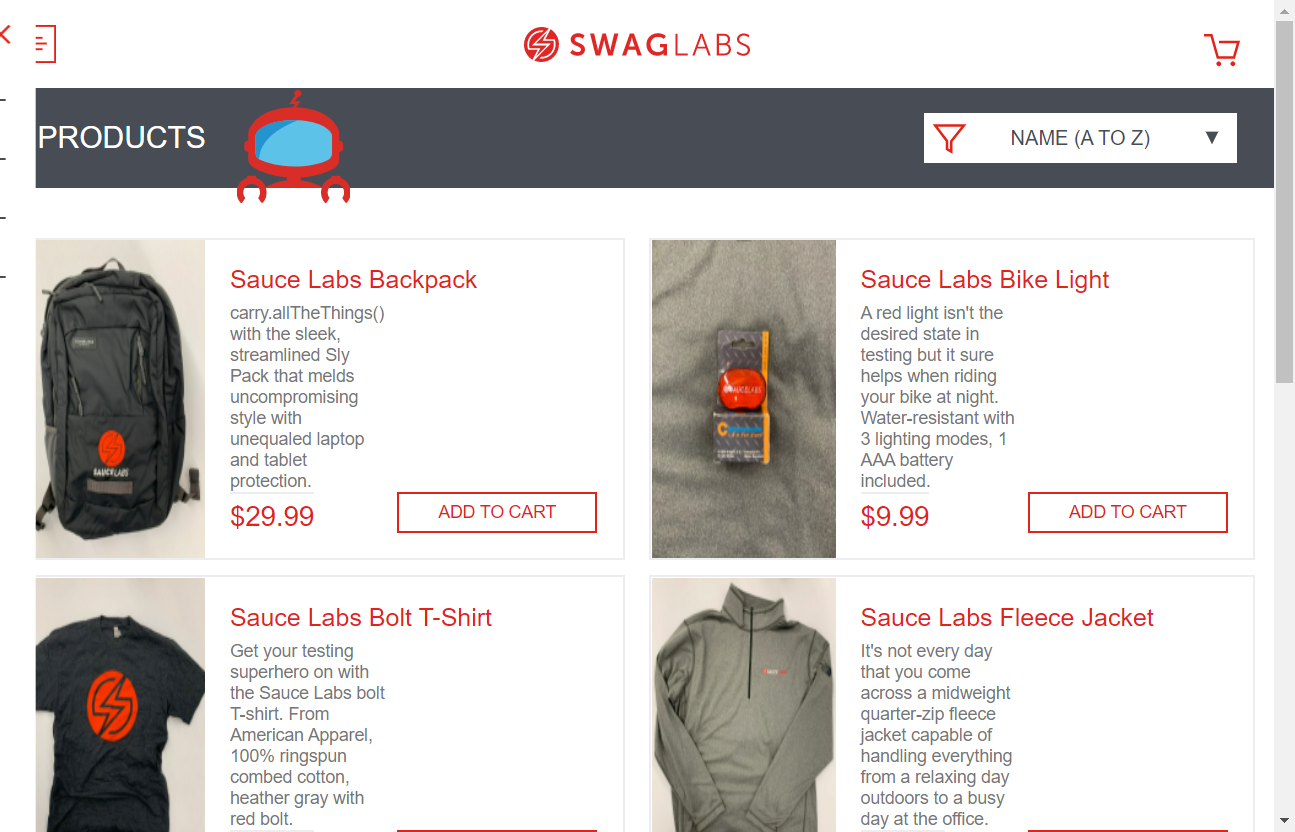 SWAGLABS
PRODUCTS
NAME (A TO Z)
Sauce Labs Backpack
carry.allTheThings()
with the sleek,
streamlined Sly
Pack that melds
uncompromising
style with
unequaled laptop
and tablet
protection.
$29.99
ADD TO CART
SAUCELABS
Sauce Labs Bike Light
A red light isn't the
desired state in
testing but it sure
helps when riding
your bike at night.
Water-resistant with
3 lighting modes, 1
AAA battery
included.
$9.99
ADD TO CART
SAUCELABS
Sauce Labs Bolt T-Shirt
Get your testing
superhero on with
the Sauce Labs bolt
T-shirt. From
American Apparel,
100% ringspun
combed cotton,
heather gray with
red bolt.
Sauce Labs Fleece Jacket
It's not every day
that you come
across a midweight
quarter-zip fleece
jacket capable of
handling everything
from a relaxing day
outdoors to a busy
day at the office.